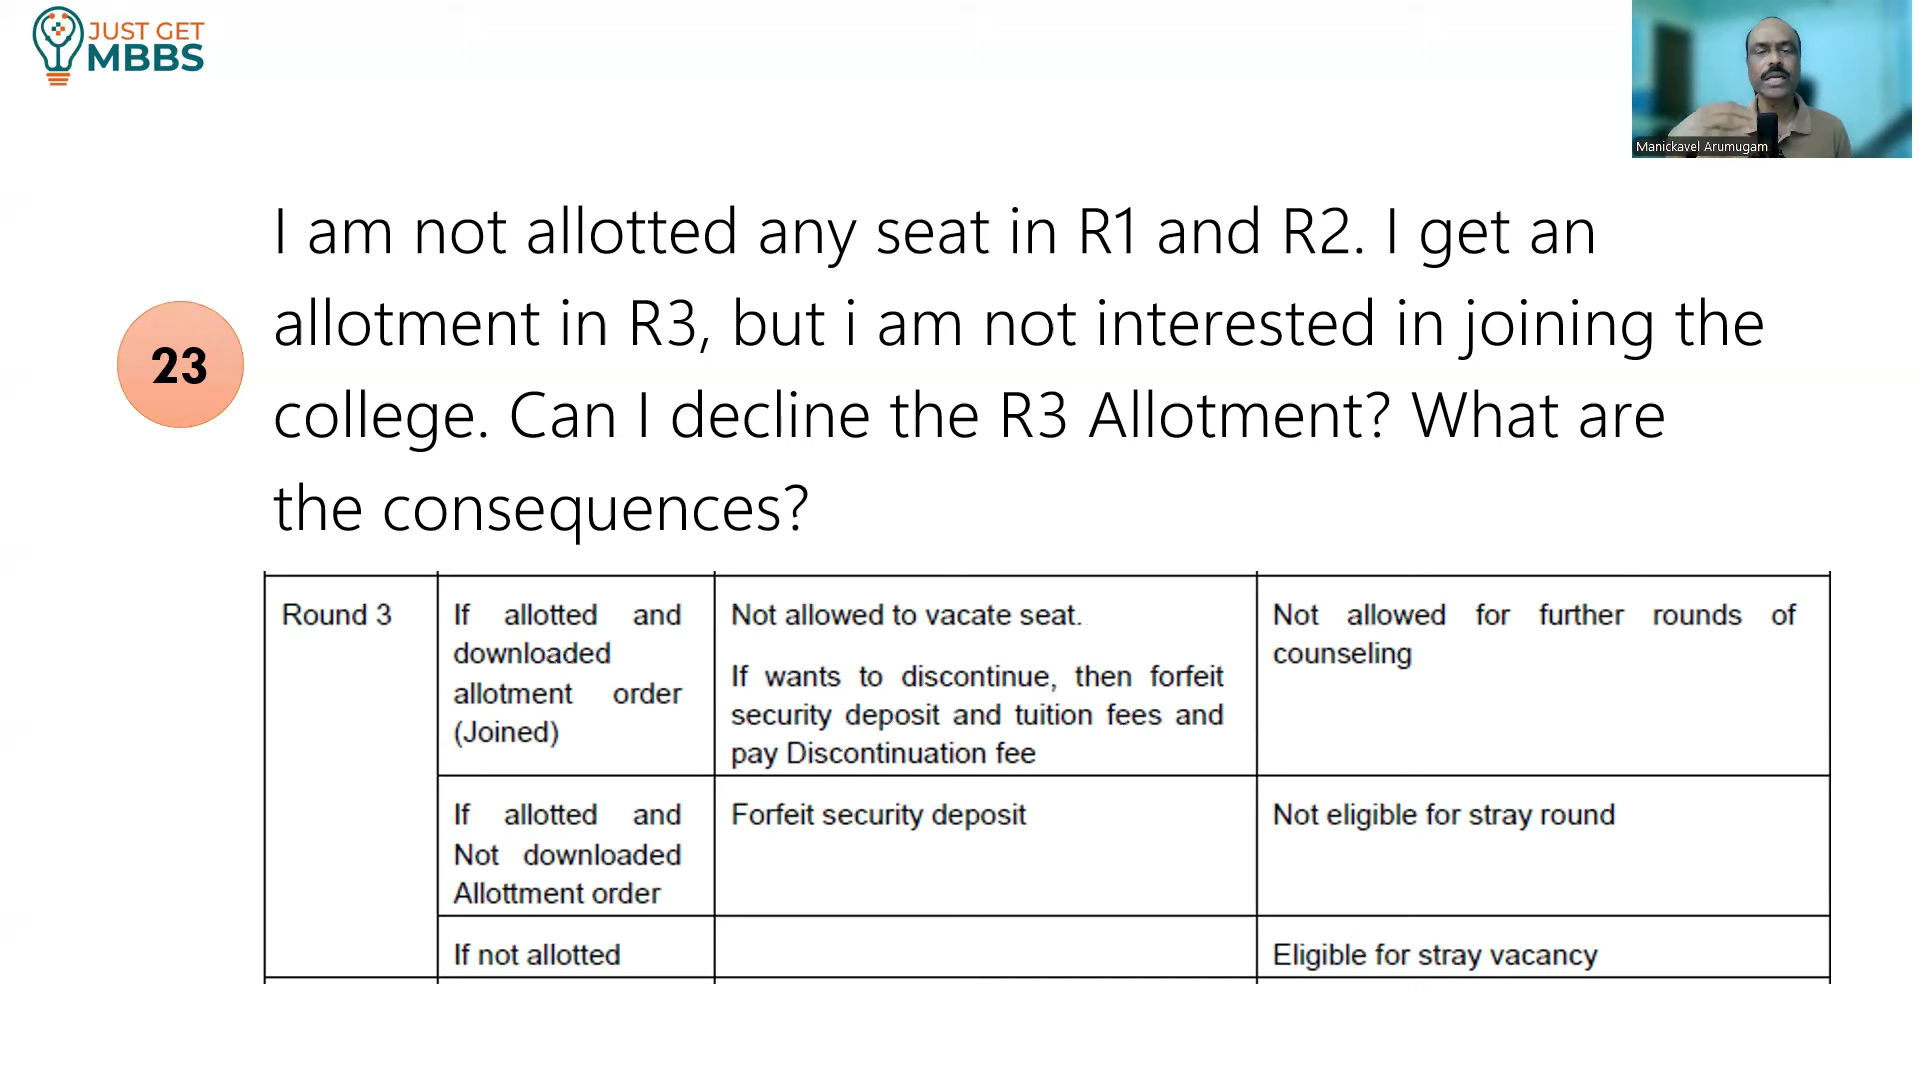 JUST GET
MBBS
Manickavel Arumugam
I am not allotted any seat in R1 and R2. I get an
allotment in R3, but i am not interested in joining the
college. Can I decline the R3 Allotment? What are
the consequences?
23
Round 3
If allotted and
downloaded
allotment order
(Joined)
Not allowed to vacate seat.
If wants to discontinue, then forfeit
security deposit and tuition fees and
pay Discontinuation fee
Not allowed for further rounds of
counseling
If allotted and
Not downloaded
Allottment order
Forfeit security deposit
Not eligible for stray round
If not allotted
Eligible for stray vacancy